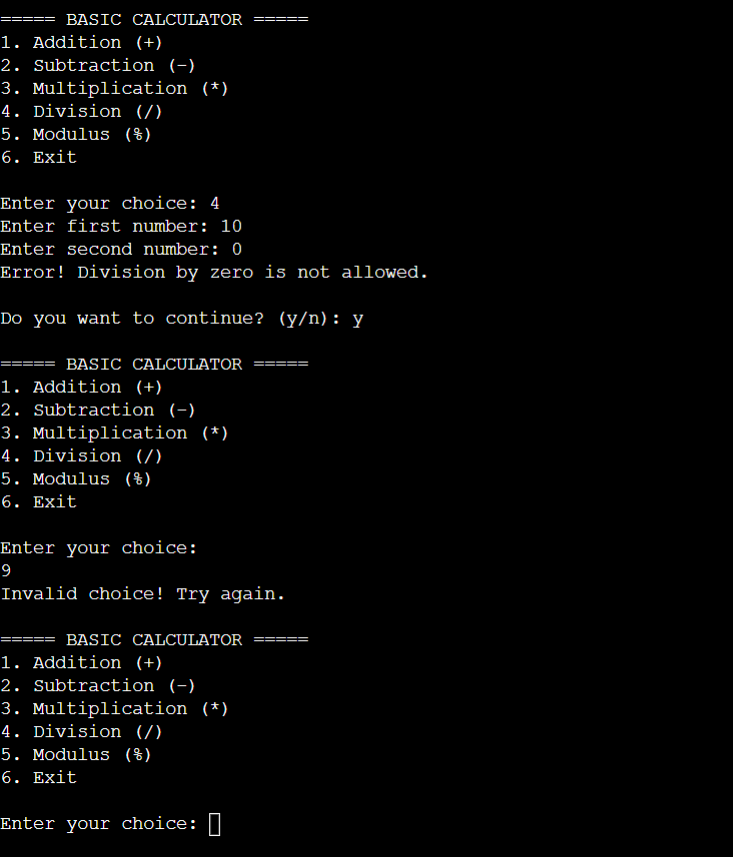 ===== BASIC CALCULATOR =====
1. Addition (+)
2. Subtraction (-)
3. Multiplication (*)
4. Division (/)
5. Modulus (%)
6. Exit
Enter your choice: 4
Enter first number: 10
Enter second number: 0
Error! Division by zero is not allowed.
Do you want to continue? (y/n): y
===== BASIC CALCULATOR =====
1. Addition (+)
2. Subtraction (-)
3. Multiplication (*)
4. Division (/)
5. Modulus (%)
6. Exit
Enter your choice:
9
Invalid choice! Try again.
===== BASIC CALCULATOR =====
1. Addition (+)
2. Subtraction (-)
3. Multiplication (*)
4. Division (/)
5. Modulus (%)
6. Exit
Enter your choice: